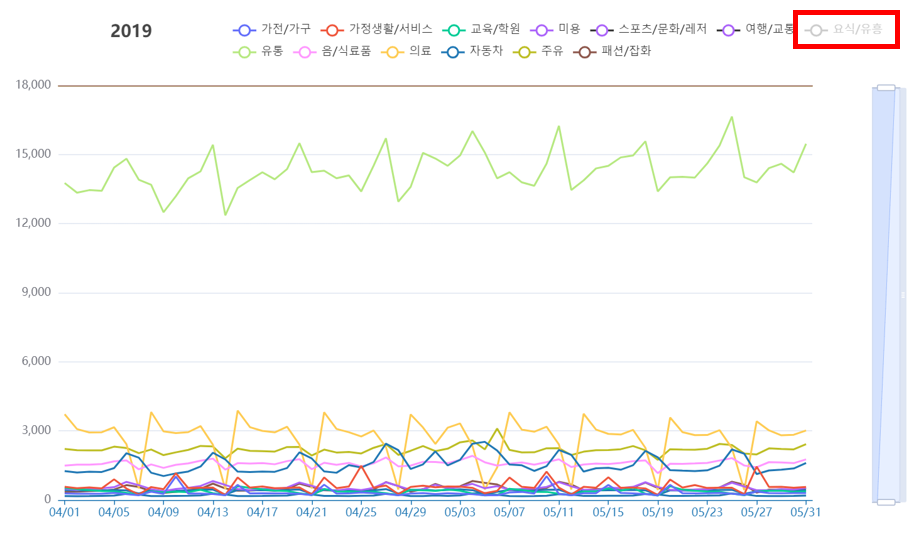 2019
가전/가구 가정생활/서비스 교육/학원 미용 스포츠/문화/레저 여행/교통 요식/유흥
유통 음/식료품 의료 자동차 주유 패션/잡화
18,000
15,000
12,000
9,000
6,000
3,000
0
04/01 04/05 04/09 04/13 04/17 04/21 04/25 04/29 05/03 05/07 05/11 05/15 05/19 05/23 05/27 05/31